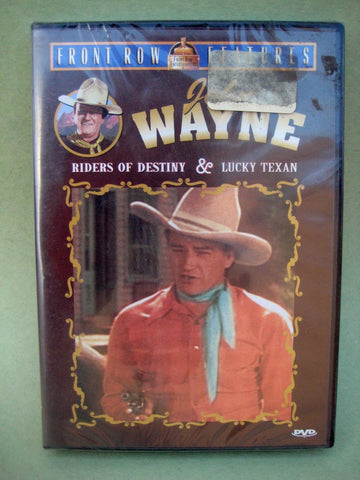 FRONT ROW FEATURES
WAYNE
RIDERS OF DESTINY & LUCKY TEXAN
DVD